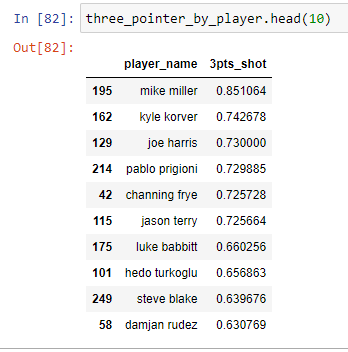 In [82]: three_pointer_by_player.head(10)
Out[82]:
player_name 3pts_shot
195 mike miller 0.851064
162 kyle korver 0.742678
129 joe harris 0.730000
214 pablo prigioni 0.729885
42 channing frye 0.725728
115 jason terry 0.725664
175 luke babbitt 0.660256
101 hedo turkoglu 0.656863
249 steve blake 0.639676
58 damjan rudez 0.630769